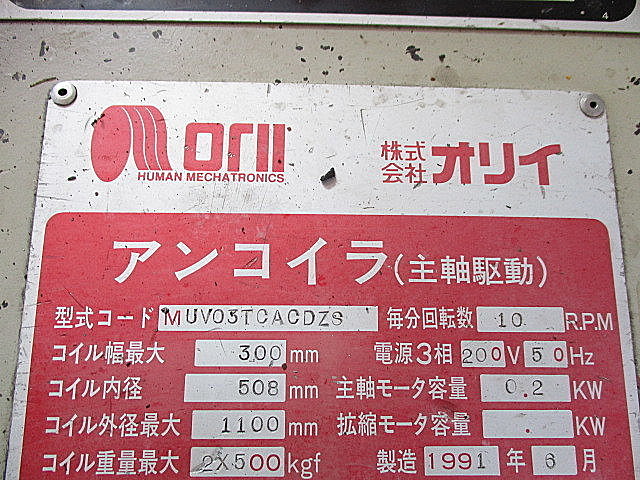 4
orii
HUMAN MECHATRONICS
株式会社オリイ
アンコイラ(主軸駆動)
型式コード MUV03TCACDZS 毎分回転数 10 R.P.M
コイル幅最大 300 mm 電源3相 200 V 50 Hz
コイル内径 508 mm 主軸モータ容量 0.2 KW
コイル外径最大 1100 mm 拡縮モータ容量 . KW
コイル重量最大 2X500 kgf 製造 1991 年 6 月